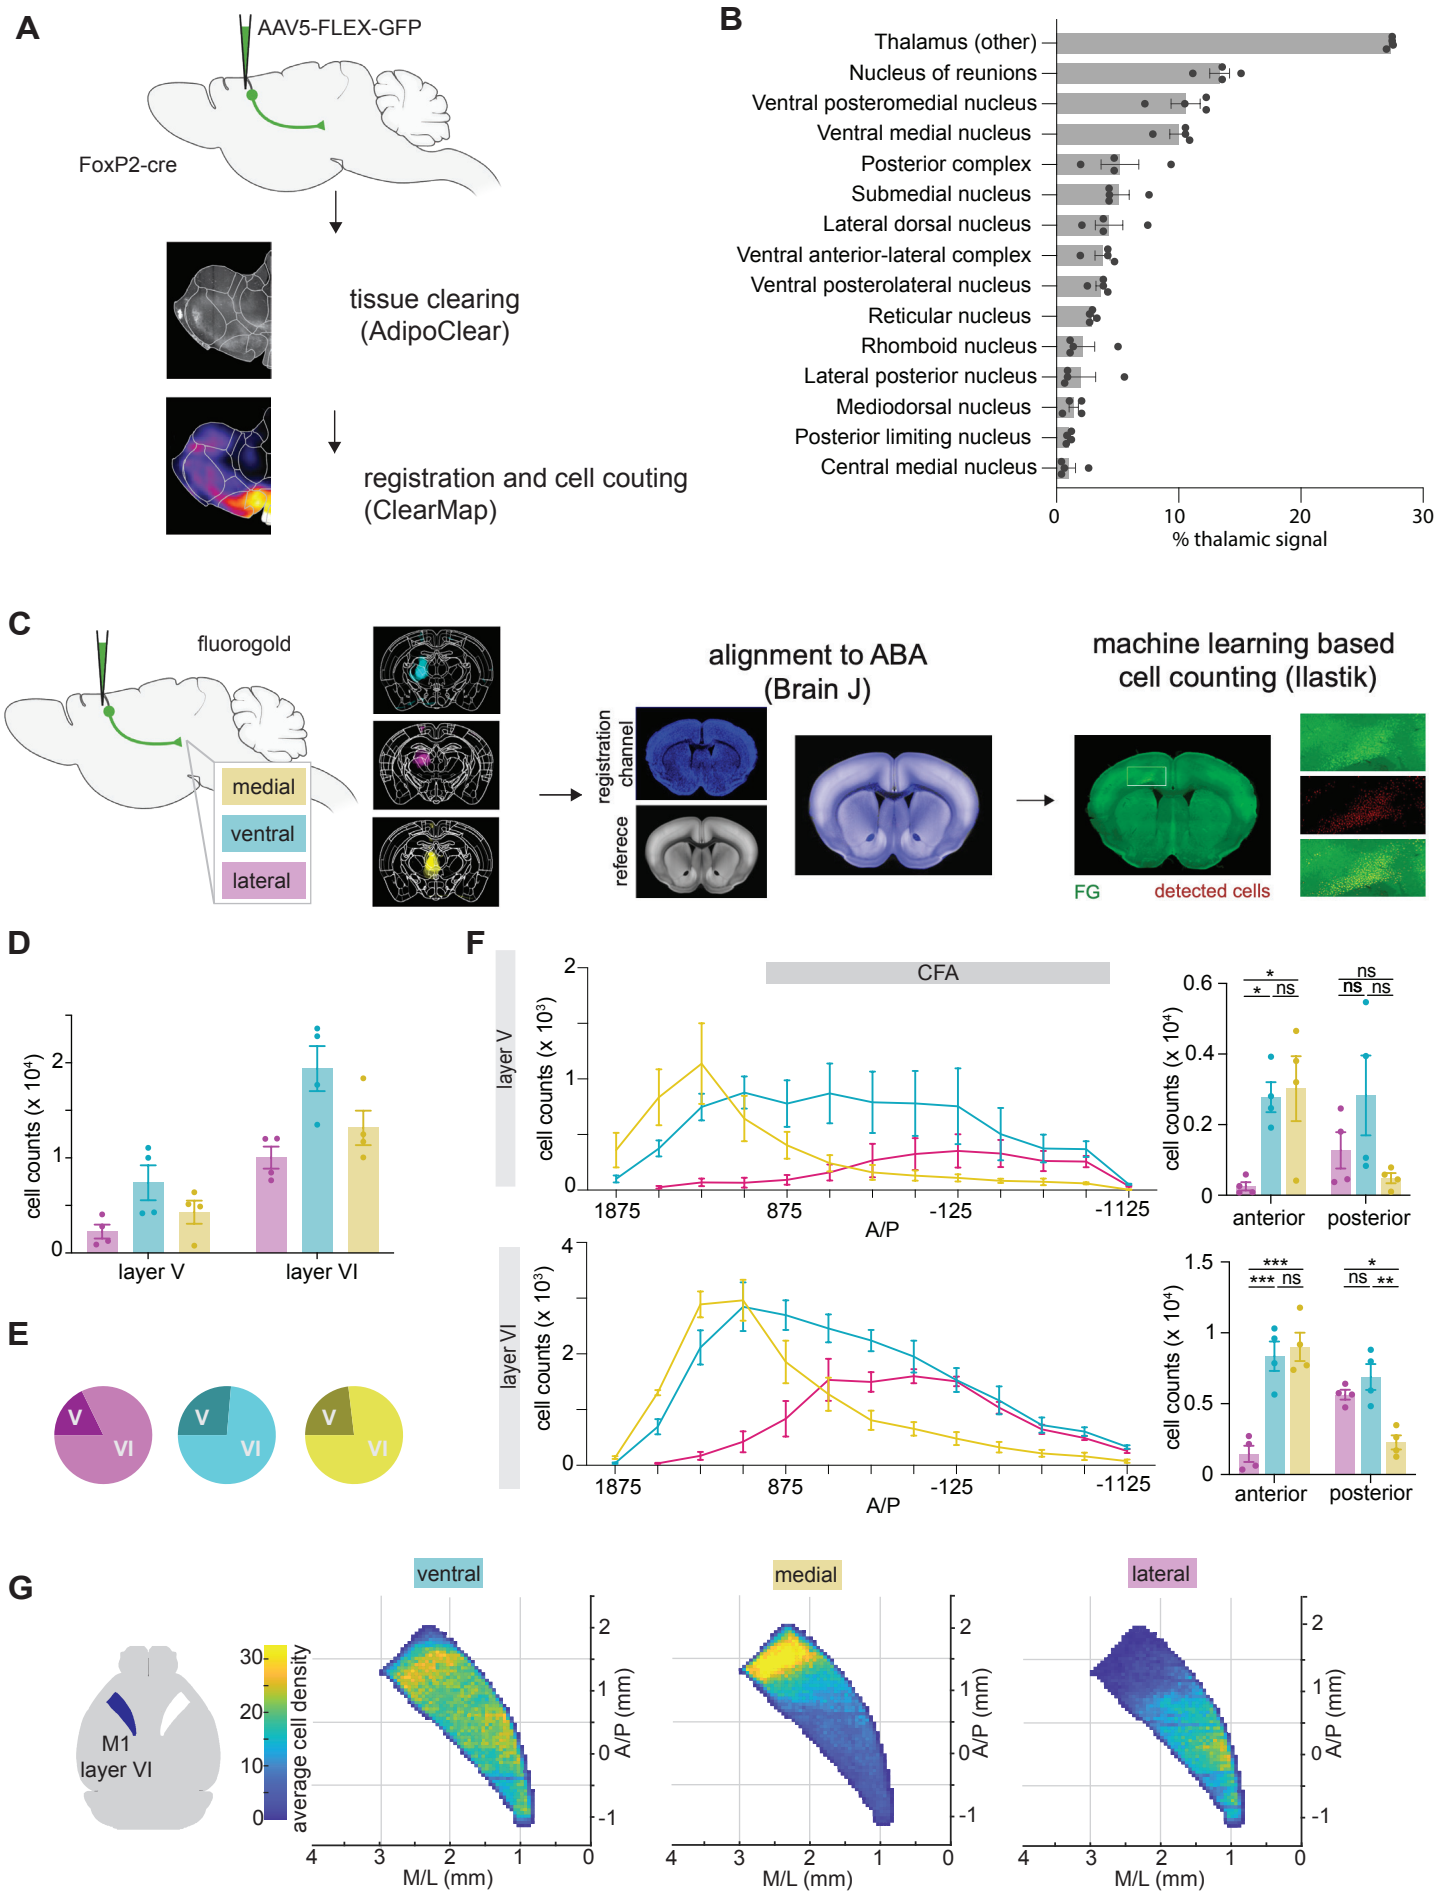 A
AAV5-FLEX-GFP
FoxP2-cre
tissue clearing
(AdipoClear)
registration and cell couting
(ClearMap)
B
Thalamus (other)
Nucleus of reunions
Ventral posteromedial nucleus
Ventral medial nucleus
Posterior complex
Submedial nucleus
Lateral dorsal nucleus
Ventral anterior-lateral complex
Ventral posterolateral nucleus
Reticular nucleus
Rhomboid nucleus
Lateral posterior nucleus
Mediodorsal nucleus
Posterior limiting nucleus
Central medial nucleus
0 10 20 30
% thalamic signal
C
fluorogold
medial
ventral
lateral
alignment to ABA
(Brain J)
registration
channel
referece
machine learning based
cell counting (Ilastik)
FG
detected cells
D
cell counts (x 10⁴)
2
1
0
layer V
layer VI
E
V
VI
V
VI
V
VI
F
layer V
cell counts (x 10³)
2
1
0
CFA
1875 875 -125 -1125
A/P
cell counts (x 10⁴)
0.6
0.4
0.2
0
*
* ns
ns
ns ns
anterior posterior
layer VI
cell counts (x 10³)
4
2
0
1875 875 -125 -1125
A/P
cell counts (x 10⁴)
1.5
1
0.5
0
***
*** ns
*
ns **
anterior posterior
G
M1
layer VI
30
20
10
0
average cell density
ventral
2
1
0
-1
A/P (mm)
4 3 2 1 0
M/L (mm)
medial
2
1
0
-1
A/P (mm)
4 3 2 1 0
M/L (mm)
lateral
2
1
0
-1
A/P (mm)
4 3 2 1 0
M/L (mm)